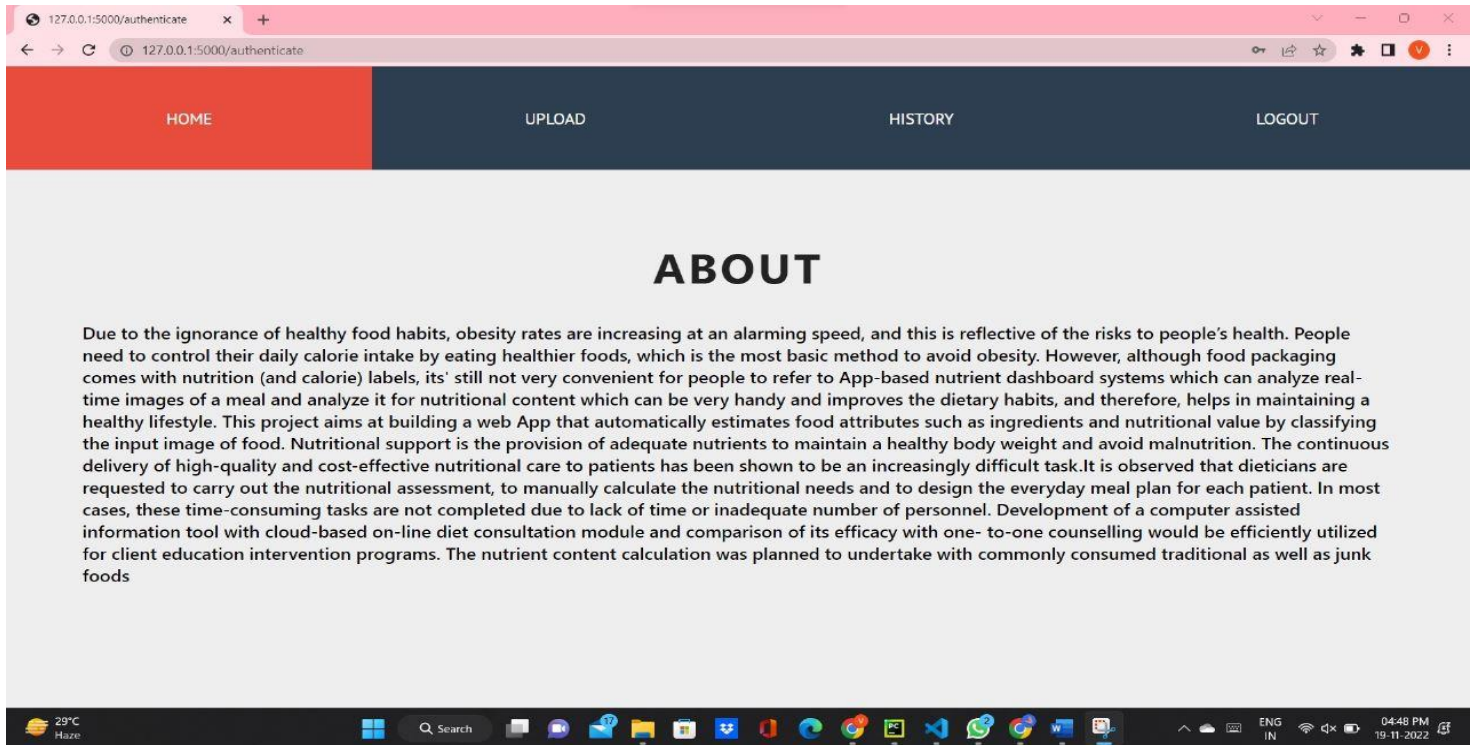 127.0.0.1:5000/authenticate
127.0.0.1:5000/authenticate
V
HOME UPLOAD HISTORY LOGOUT
ABOUT
Due to the ignorance of healthy food habits, obesity rates are increasing at an alarming speed, and this is reflective of the risks to people’s health. People
need to control their daily calorie intake by eating healthier foods, which is the most basic method to avoid obesity. However, although food packaging
comes with nutrition (and calorie) labels, its' still not very convenient for people to refer to App-based nutrient dashboard systems which can analyze real-
time images of a meal and analyze it for nutritional content which can be very handy and improves the dietary habits, and therefore, helps in maintaining a
healthy lifestyle. This project aims at building a web App that automatically estimates food attributes such as ingredients and nutritional value by classifying
the input image of food. Nutritional support is the provision of adequate nutrients to maintain a healthy body weight and avoid malnutrition. The continuous
delivery of high-quality and cost-effective nutritional care to patients has been shown to be an increasingly difficult task.It is observed that dieticians are
requested to carry out the nutritional assessment, to manually calculate the nutritional needs and to design the everyday meal plan for each patient. In most
cases, these time-consuming tasks are not completed due to lack of time or inadequate number of personnel. Development of a computer assisted
information tool with cloud-based on-line diet consultation module and comparison of its efficacy with one- to-one counselling would be efficiently utilized
for client education intervention programs. The nutrient content calculation was planned to undertake with commonly consumed traditional as well as junk
foods
29°C
Haze
Search
17
PC
2
W
ENG
IN
04:48 PM
19-11-2022